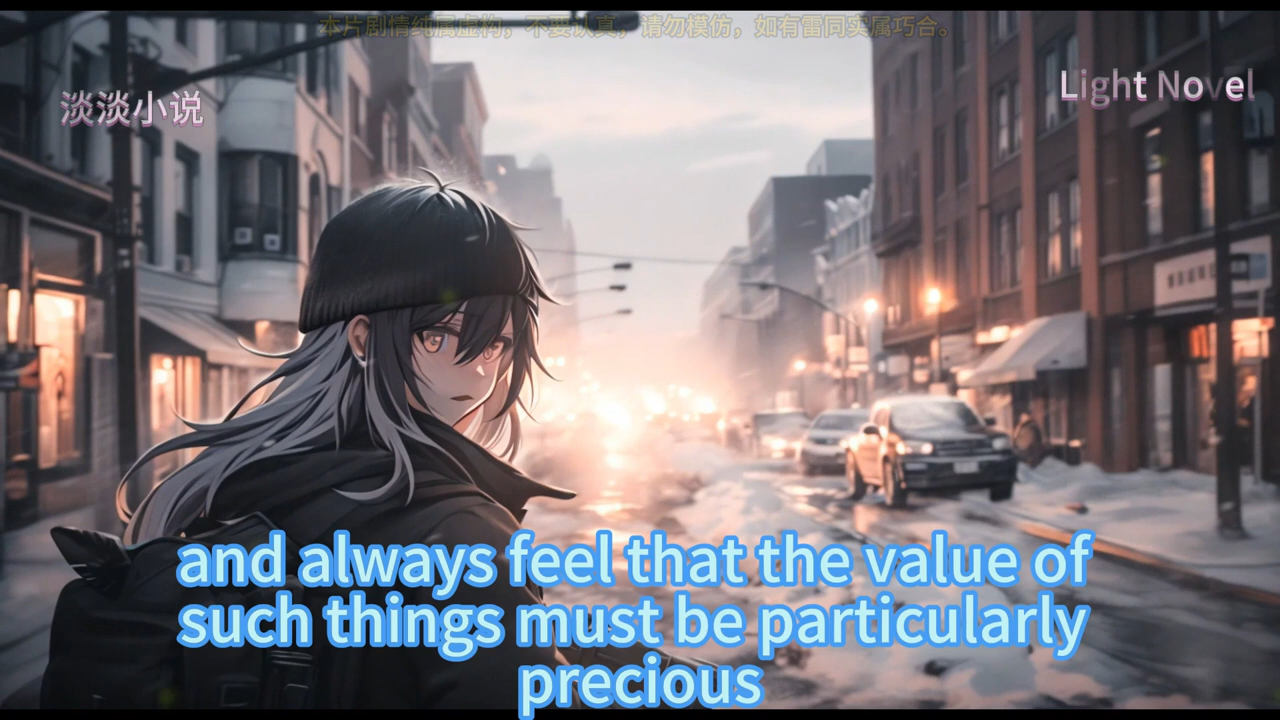 本片剧情纯属虚构，不要认真，请勿模仿，如有雷同实属巧合。
淡淡小说
Light Novel
and always feel that the value of
such things must be particularly
precious